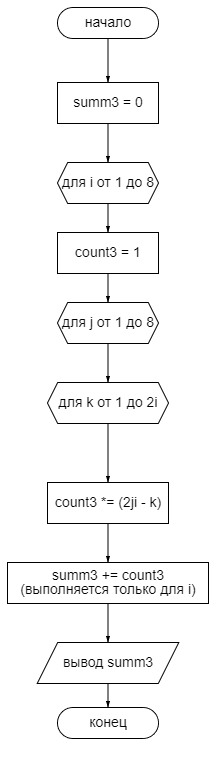 начало
summ3 = 0
для i от 1 до 8
count3 = 1
для j от 1 до 8
для k от 1 до 2i
count3 *= (2ji - k)
summ3 += count3
(выполняется только для i)
вывод summ3
конец